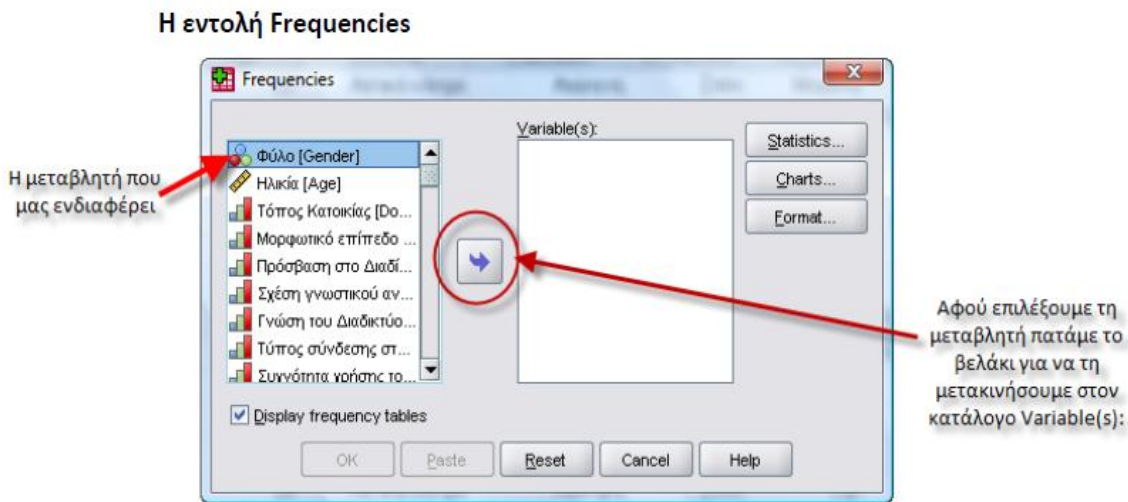 Η εντολή Frequencies
Frequencies
Variable(s):
Φύλο [Gender]
Ηλικία [Age]
Τόπος Κατοικίας [Do...
Μορφωτικό επίπεδο ...
Πρόσβαση στο Διαδί...
Σχέση γνωστικού αν...
Γνώση του Διαδικτύο...
Τύπος σύνδεσης στ...
Συχνότητα χρήσης το...
Statistics...
Charts...
Format...
Η μεταβλητή που
μας ενδιαφέρει
Αφού επιλέξουμε τη
μεταβλητή πατάμε το
βελάκι για να τη
μετακινήσουμε στον
κατάλογο Variable(s):
Display frequency tables
OK Paste Reset Cancel Help